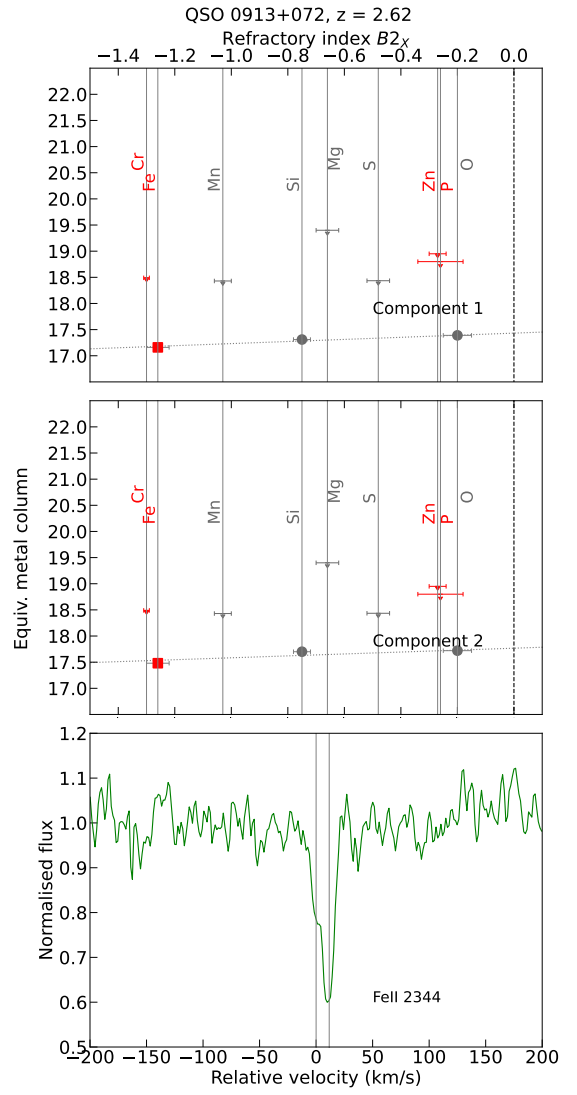 QSO 0913+072, z = 2.62
Refractory index B2X
−1.4 −1.2 −1.0 −0.8 −0.6 −0.4 −0.2 0.0
22.0
21.5
21.0
20.5
20.0
19.5
19.0
18.5
18.0
17.5
17.0
Cr
Fe
Mn
Si
Mg
S
Zn
P
O
Component 1
Equiv. metal column
22.0
21.5
21.0
20.5
20.0
19.5
19.0
18.5
18.0
17.5
17.0
Cr
Fe
Mn
Si
Mg
S
Zn
P
O
Component 2
Normalised flux
1.2
1.1
1.0
0.9
0.8
0.7
0.6
0.5
FeII 2344
−200 −150 −100 −50 0 50 100 150 200
Relative velocity (km/s)